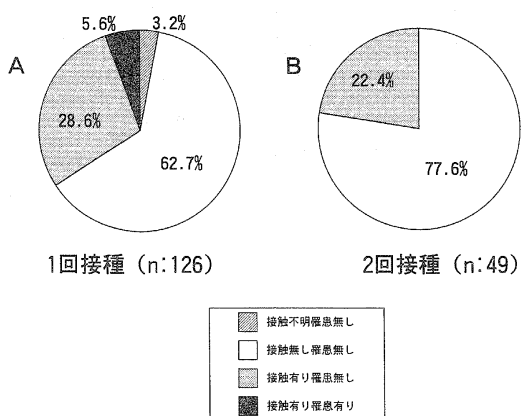 5.6% 3.2%
A
28.6%
62.7%
1回接種 (n:126)
B
22.4%
77.6%
2回接種 (n:49)
接触不明罹患無し
接触無し罹患無し
接触有り罹患無し
接触有り罹患有り